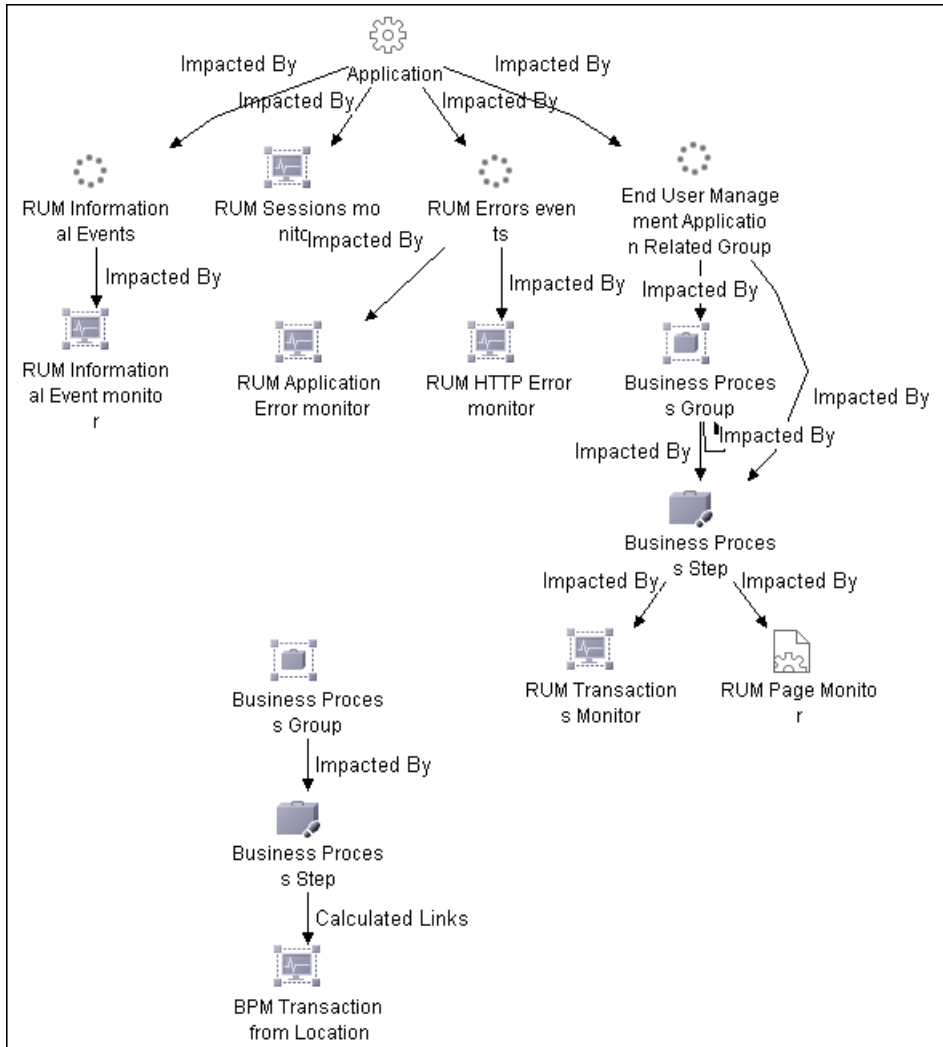 Impacted By
Impacted By
Application
Impacted By
Impacted By
RUM Information
al Events
RUM Sessions mo
nitc
RUM Errors eve
nts
End User Manage
ment Applicatio
n Related Group
Impacted By
Impacted By
Impacted By
Impacted By
RUM Information
al Event monito
r
RUM Application
Error monitor
RUM HTTP Error
monitor
Business Proces
s Group
Impacted By
Impacted By
Impacted By
Business Proces
s Step
Impacted By
Impacted By
RUM Transaction
s Monitor
RUM Page Monito
r
Business Proces
s Group
Impacted By
Business Proces
s Step
Calculated Links
BPM Transaction
from Location